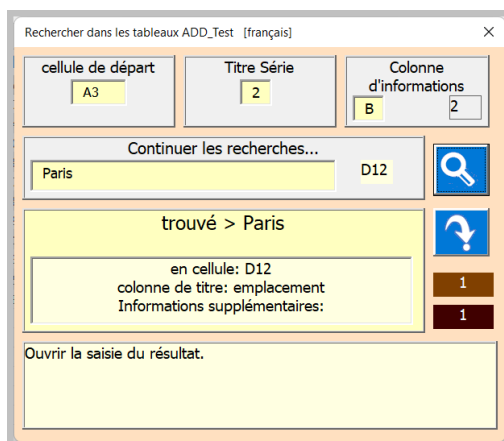 Rechercher dans les tableaux ADD_Test [français]
cellule de départ
A3
Titre Série
2
Colonne
d'informations
B
2
Continuer les recherches...
Paris
D12
trouvé > Paris
en cellule: D12
colonne de titre: emplacement
Informations supplémentaires:
1
1
Ouvrir la saisie du résultat.